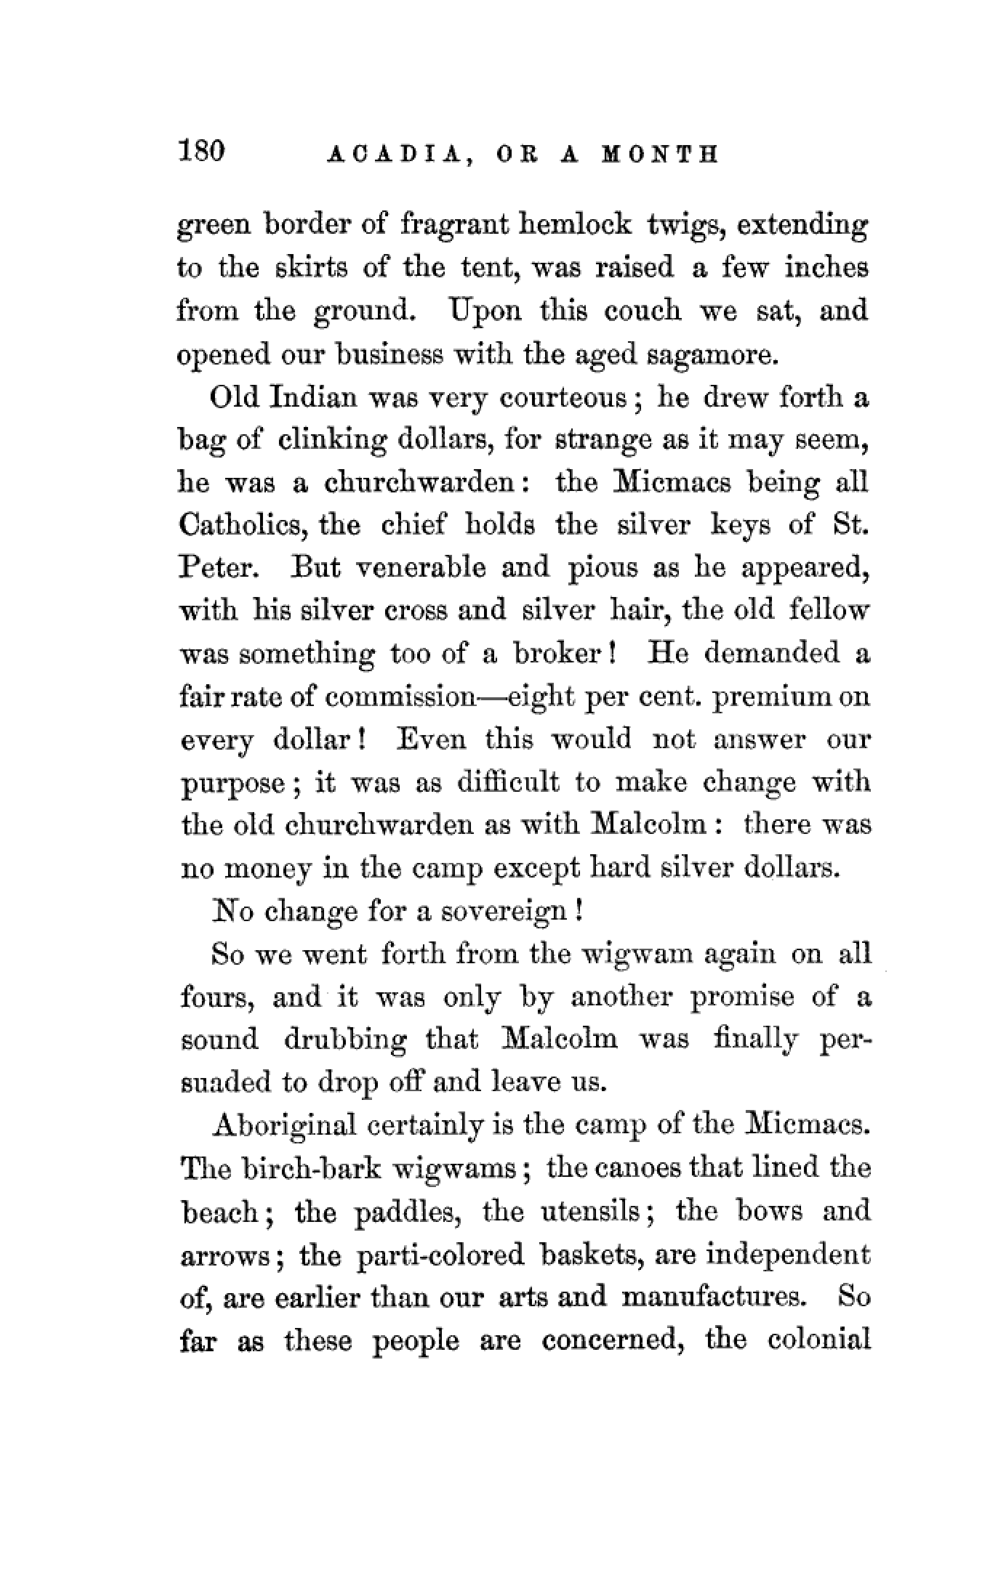 180 ACADIA, OR A MONTH
green border of fragrant hemlock twigs, extending
to the skirts of the tent, was raised a few inches
from the ground. Upon this couch we sat, and
opened our business with the aged sagamore.
Old Indian was very courteous; he drew forth a
bag of clinking dollars, for strange as it may seem,
he was a churchwarden: the Micmacs being all
Catholics, the chief holds the silver keys of St.
Peter. But venerable and pious as he appeared,
with his silver cross and silver hair, the old fellow
was something too of a broker! He demanded a
fair rate of commission—eight per cent. premium on
every dollar! Even this would not answer our
purpose; it was as difficult to make change with
the old churchwarden as with Malcolm: there was
no money in the camp except hard silver dollars.
No change for a sovereign!
So we went forth from the wigwam again on all
fours, and it was only by another promise of a
sound drubbing that Malcolm was finally per-
suaded to drop off and leave us.
Aboriginal certainly is the camp of the Micmacs.
The birch-bark wigwams; the canoes that lined the
beach; the paddles, the utensils; the bows and
arrows; the parti-colored baskets, are independent
of, are earlier than our arts and manufactures. So
far as these people are concerned, the colonial